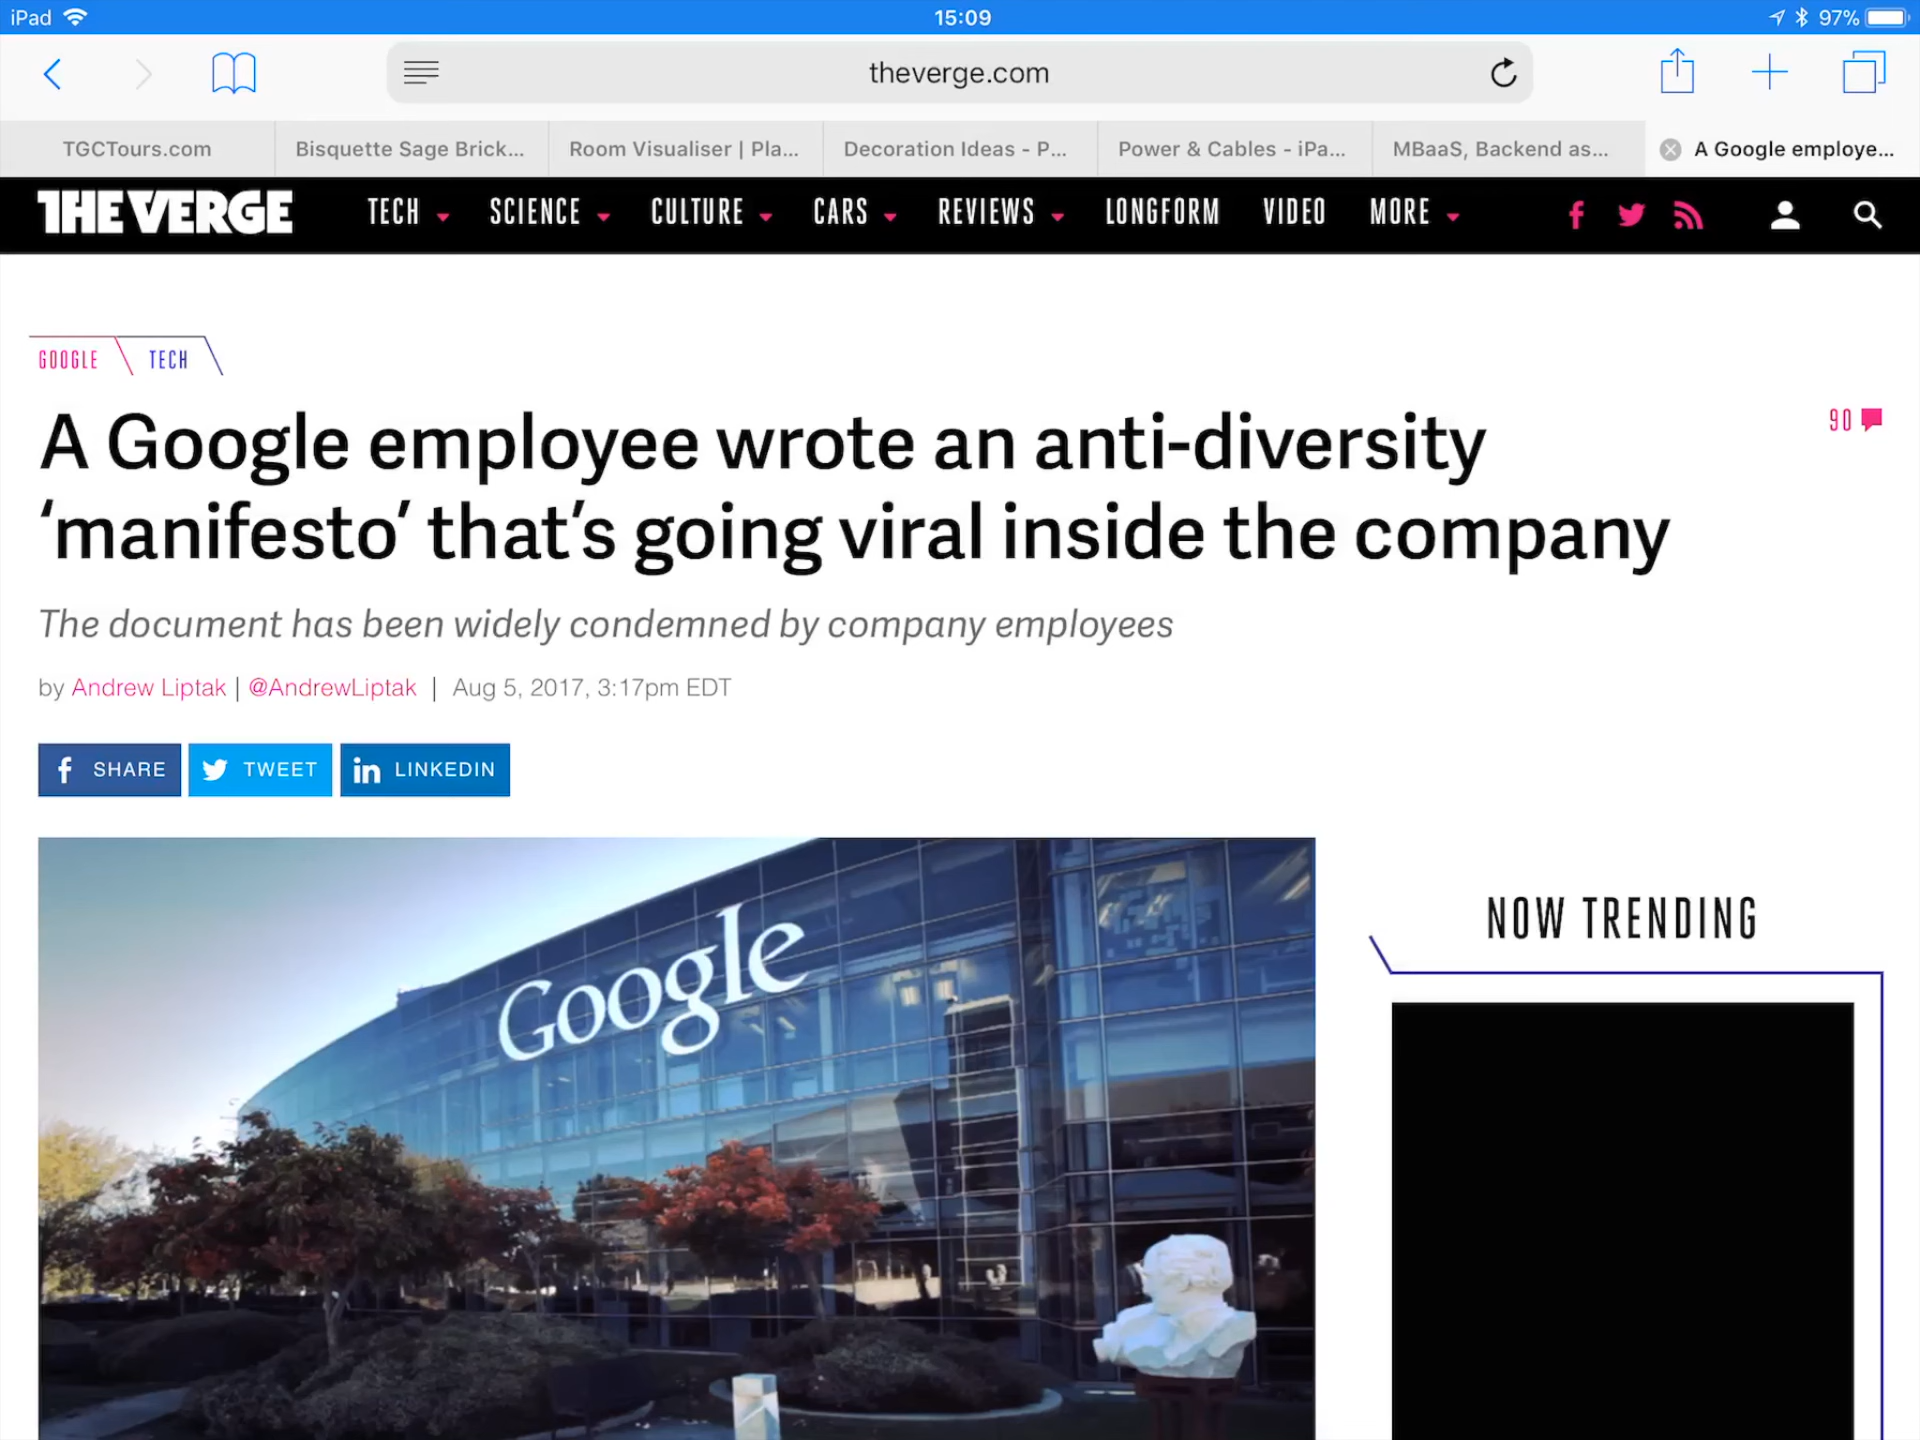 iPad 15:09 97%
theverge.com
TGCTours.com Bisquette Sage Brick... Room Visualiser | Pla... Decoration Ideas - P... Power & Cables - iPa... MBaaS, Backend as... A Google employe...
THE VERGE TECH SCIENCE CULTURE CARS REVIEWS LONGFORM VIDEO MORE
GOOGLE TECH
A Google employee wrote an anti-diversity
‘manifesto’ that’s going viral inside the company
90
The document has been widely condemned by company employees
by Andrew Liptak | @AndrewLiptak | Aug 5, 2017, 3:17pm EDT
SHARE TWEET LINKEDIN
Google
NOW TRENDING